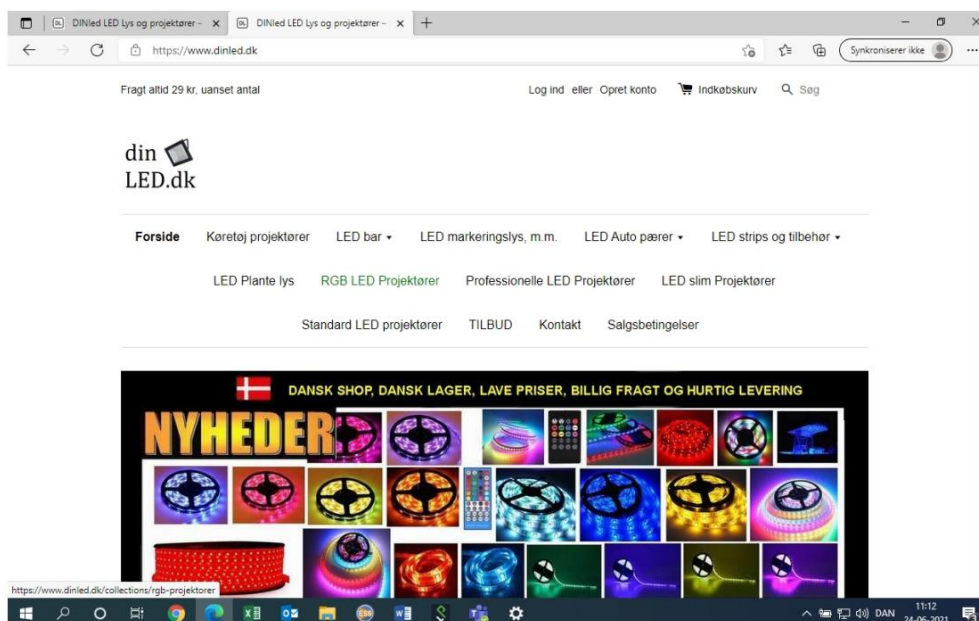 DINled LED Lys og projektører –
DINled LED Lys og projektører –
https://www.dinled.dk
Synkroniserer ikke
Fragt altid 29 kr, uanset antal
Log ind eller Opret konto
Indkøbskurv
Søg
din
LED.dk
Forside Køretøj projektører LED bar LED markeringslys, m.m. LED Auto pærer LED strips og tilbehør
LED Plante lys RGB LED Projektører Professionelle LED Projektører LED slim Projektører
Standard LED projektører TILBUD Kontakt Salgsbetingelser
DANSK SHOP, DANSK LAGER, LAVE PRISER, BILLIG FRAGT OG HURTIG LEVERING
NYHEDER
https://www.dinled.dk/collections/rgb-projektorer
DAN
11:12
24-06-2021